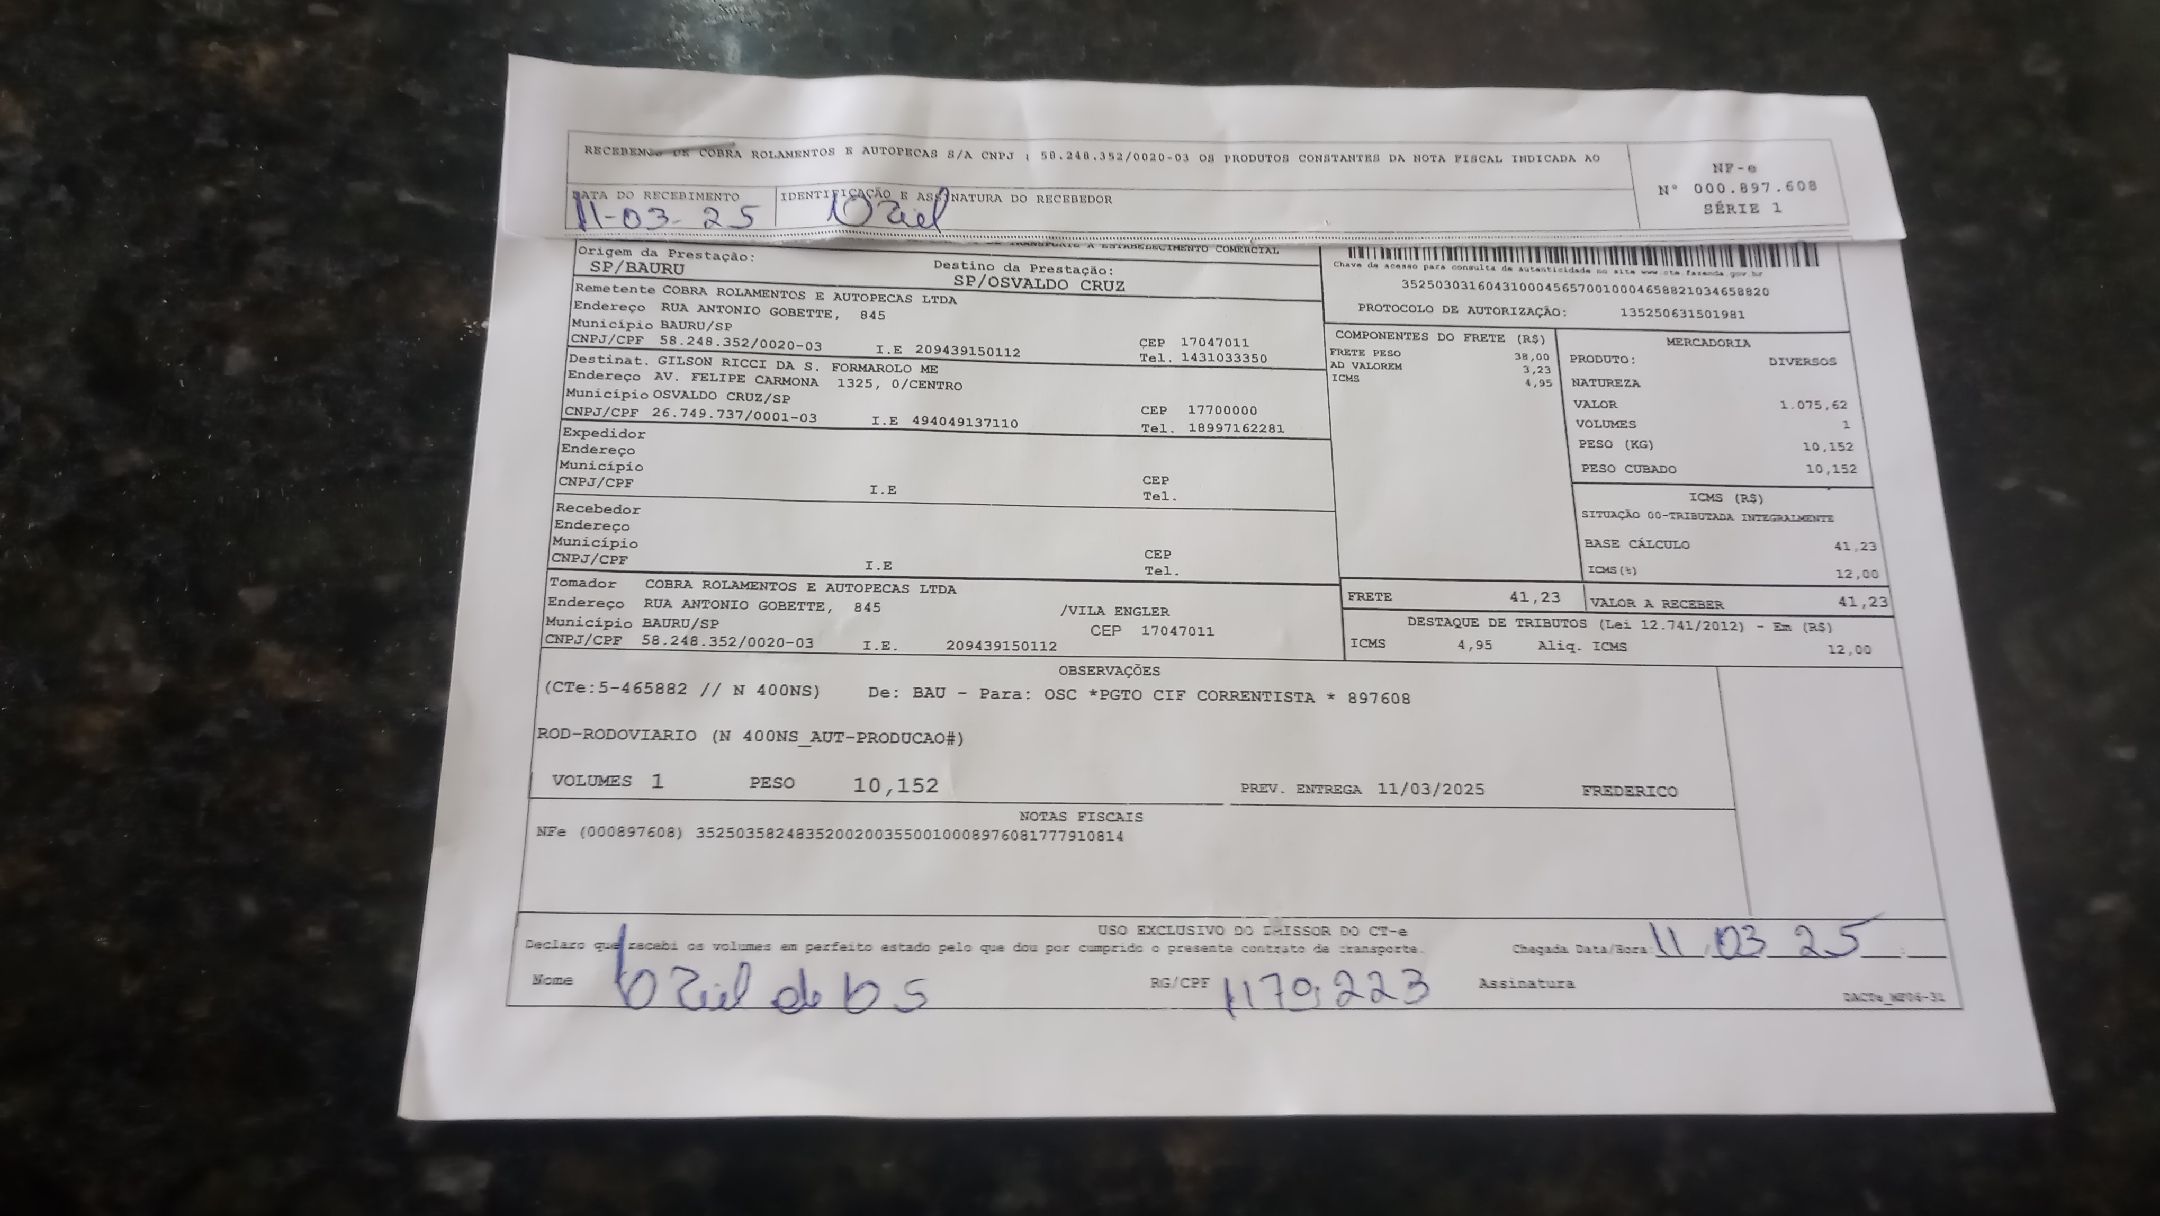 RECEBEMOS DE COBRA ROLAMENTOS E AUTOPECAS S/A CNPJ : 58.248.352/0020-03 OS PRODUTOS CONSTANTES DA NOTA FISCAL INDICADA AO
NF-e
Nº 000.897.608
SÉRIE 1
DATA DO RECEBIMENTO
IDENTIFICAÇÃO E ASSINATURA DO RECEBEDOR
11-03-25
Oziel
DE TRANSPORTE A ESTABELECIMENTO COMERCIAL
Origem da Prestação:
SP/BAURU
Destino da Prestação:
SP/OSVALDO CRUZ
Chave de acesso para consulta de autenticidade no site www.cte.fazenda.gov.br
35250303160431000456570010004658821034658820
PROTOCOLO DE AUTORIZAÇÃO: 135250631501981
Remetente COBRA ROLAMENTOS E AUTOPECAS LTDA
Endereço RUA ANTONIO GOBETTE, 845
Município BAURU/SP
CEP 17047011
CNPJ/CPF 58.248.352/0020-03 I.E 209439150112 Tel. 1431033350
Destinat. GILSON RICCI DA S. FORMAROLO ME
Endereço AV. FELIPE CARMONA 1325, 0/CENTRO
Município OSVALDO CRUZ/SP CEP 17700000
CNPJ/CPF 26.749.737/0001-03 I.E 494049137110 Tel. 18997162281
Expedidor
Endereço
Município CEP
CNPJ/CPF I.E Tel.
Recebedor
Endereço
Município CEP
CNPJ/CPF I.E Tel.
Tomador COBRA ROLAMENTOS E AUTOPECAS LTDA
Endereço RUA ANTONIO GOBETTE, 845 /VILA ENGLER
Município BAURU/SP CEP 17047011
CNPJ/CPF 58.248.352/0020-03 I.E. 209439150112
COMPONENTES DO FRETE (R$)
FRETE PESO 38,00
AD VALOREM 3,23
ICMS 4,95
MERCADORIA
PRODUTO: DIVERSOS
NATUREZA
VALOR 1.075,62
VOLUMES 1
PESO (KG) 10,152
PESO CUBADO 10,152
ICMS (R$)
SITUAÇÃO 00-TRIBUTADA INTEGRALMENTE
BASE CÁLCULO 41,23
ICMS(%) 12,00
FRETE 41,23 VALOR A RECEBER 41,23
DESTAQUE DE TRIBUTOS (Lei 12.741/2012) - Em (R$)
ICMS 4,95 Aliq. ICMS 12,00
OBSERVAÇÕES
(CTe:5-465882 // N 400NS) De: BAU - Para: OSC *PGTO CIF CORRENTISTA * 897608
ROD-RODOVIARIO (N 400NS_AUT-PRODUCAO#)
VOLUMES 1 PESO 10,152 PREV. ENTREGA 11/03/2025 FREDERICO
NOTAS FISCAIS
NFe (000897608) 35250358248352002003550010008976081777910814
USO EXCLUSIVO DO EMISSOR DO CT-e
Declaro que recebi os volumes em perfeito estado pelo que dou por cumprido o presente contrato de transporte. Chegada Data/Hora 11 03 25
Nome Oziel do RG/CPF 1179.223 Assinatura